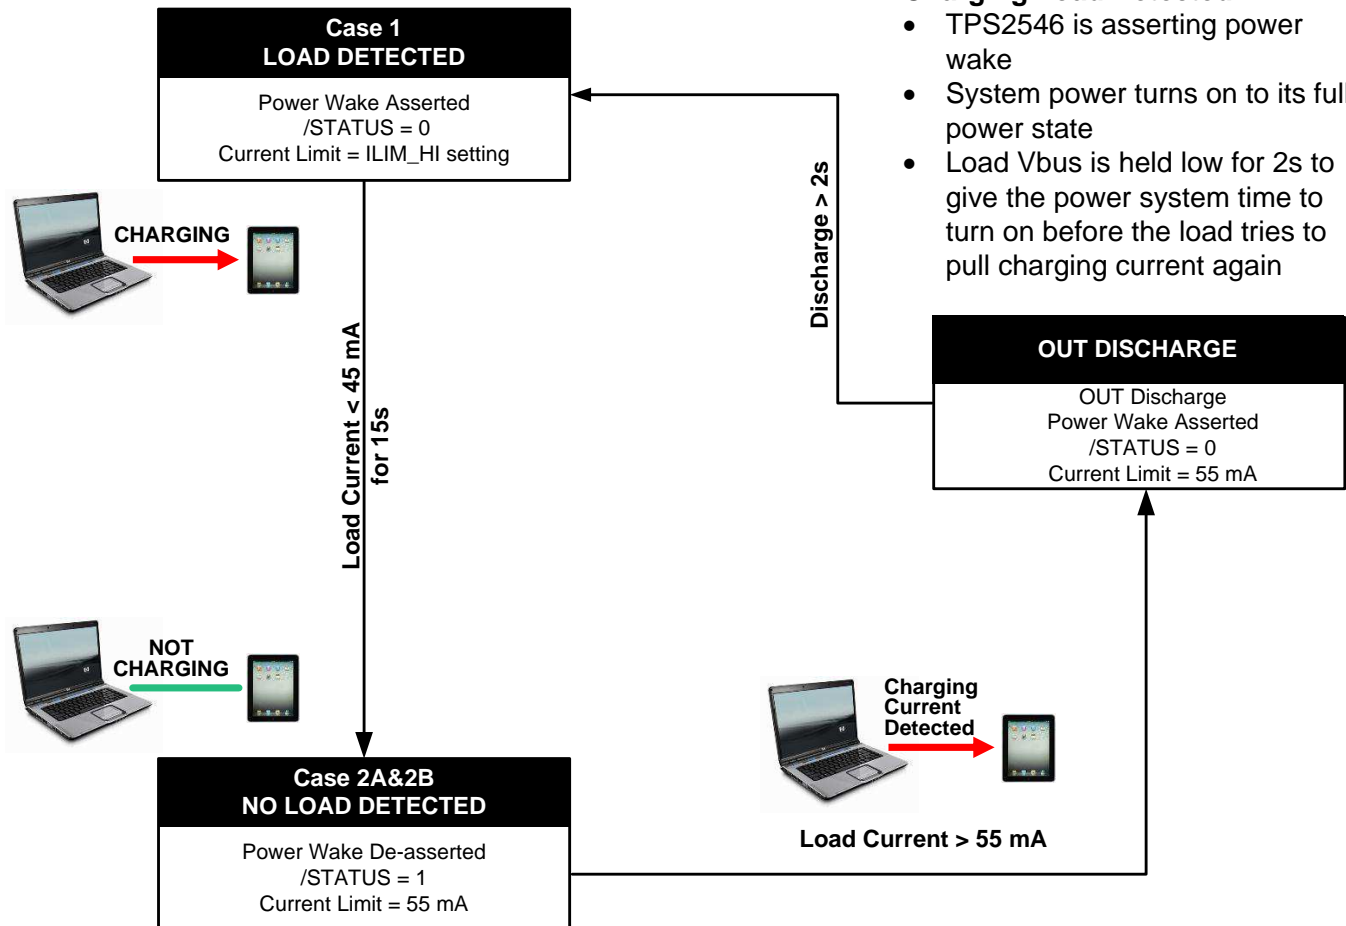 Case 1
LOAD DETECTED
Power Wake Asserted
/STATUS = 0
Current Limit = ILIM_HI setting
• TPS2546 is asserting power
wake
• System power turns on to its full
power state
• Load Vbus is held low for 2s to
give the power system time to
turn on before the load tries to
pull charging current again
CHARGING
Discharge > 2s
Load Current < 45 mA
for 15s
OUT DISCHARGE
OUT Discharge
Power Wake Asserted
/STATUS = 0
Current Limit = 55 mA
NOT
CHARGING
Charging
Current
Detected
Load Current > 55 mA
Case 2A&2B
NO LOAD DETECTED
Power Wake De-asserted
/STATUS = 1
Current Limit = 55 mA